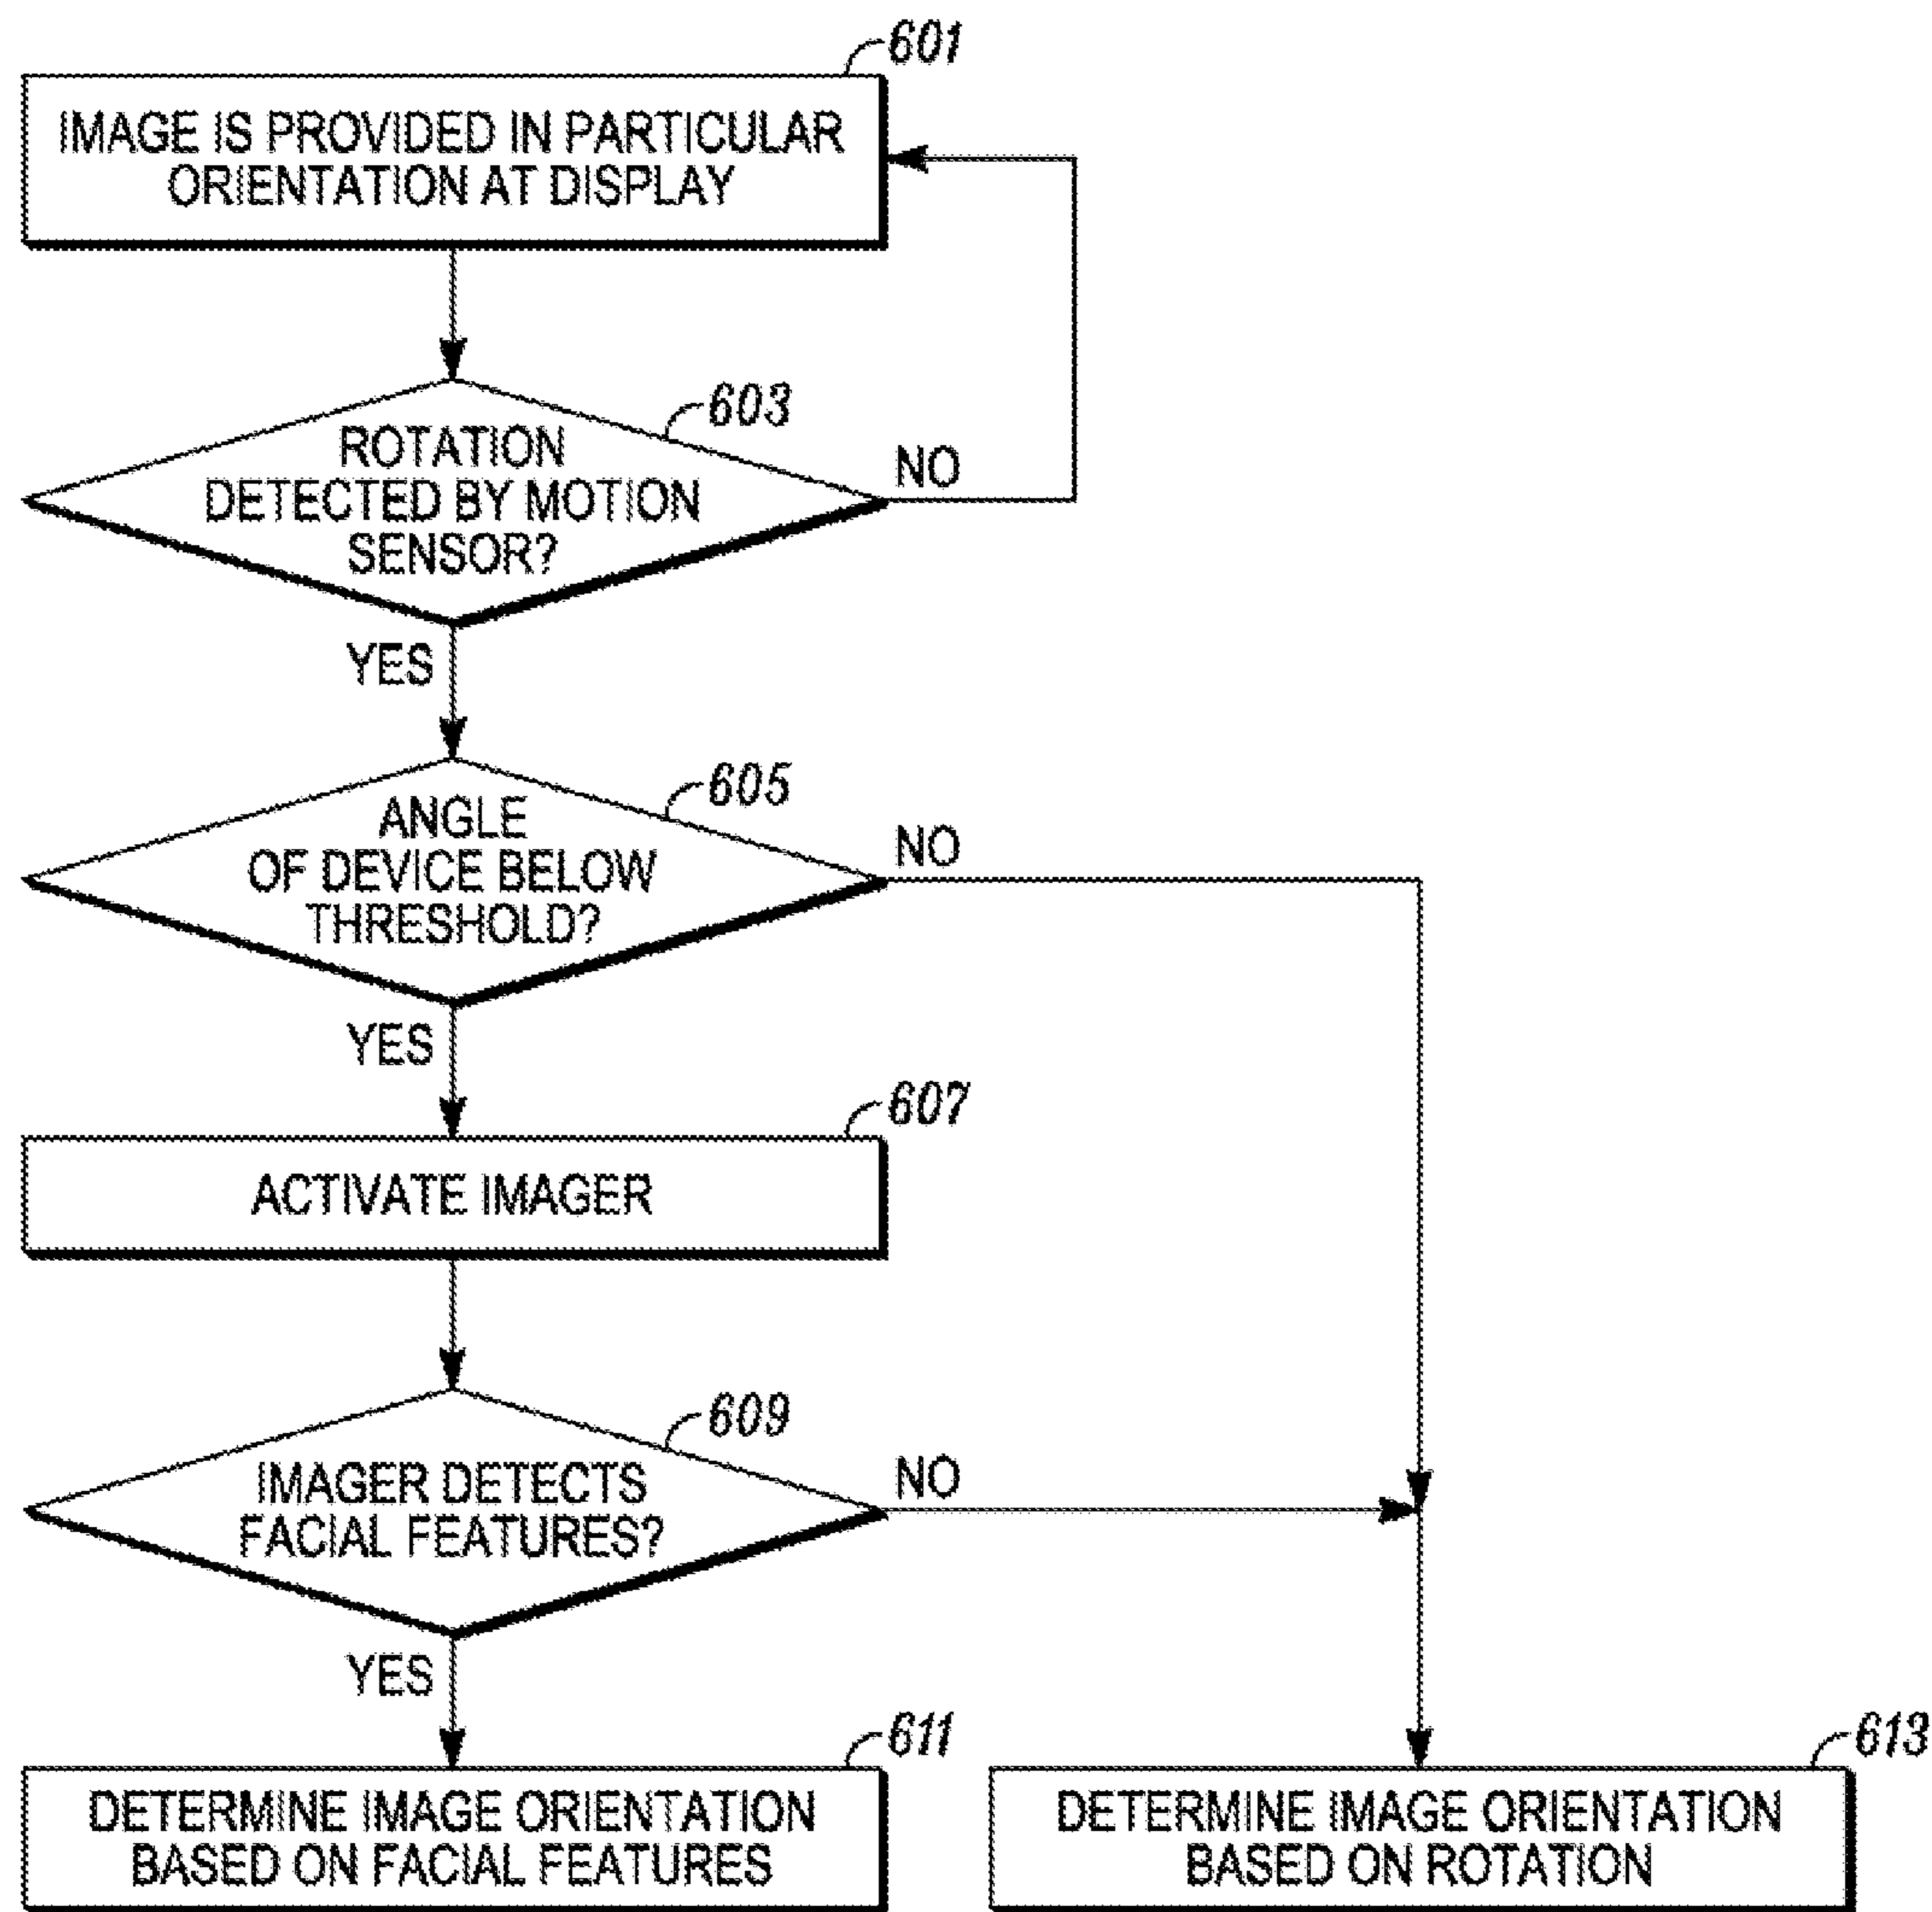 601
IMAGE IS PROVIDED IN PARTICULAR
ORIENTATION AT DISPLAY
603
ROTATION
DETECTED BY MOTION
SENSOR?
NO
YES
605
ANGLE
OF DEVICE BELOW
THRESHOLD?
NO
YES
607
ACTIVATE IMAGER
609
IMAGER DETECTS
FACIAL FEATURES?
NO
YES
611
DETERMINE IMAGE ORIENTATION
BASED ON FACIAL FEATURES
613
DETERMINE IMAGE ORIENTATION
BASED ON ROTATION